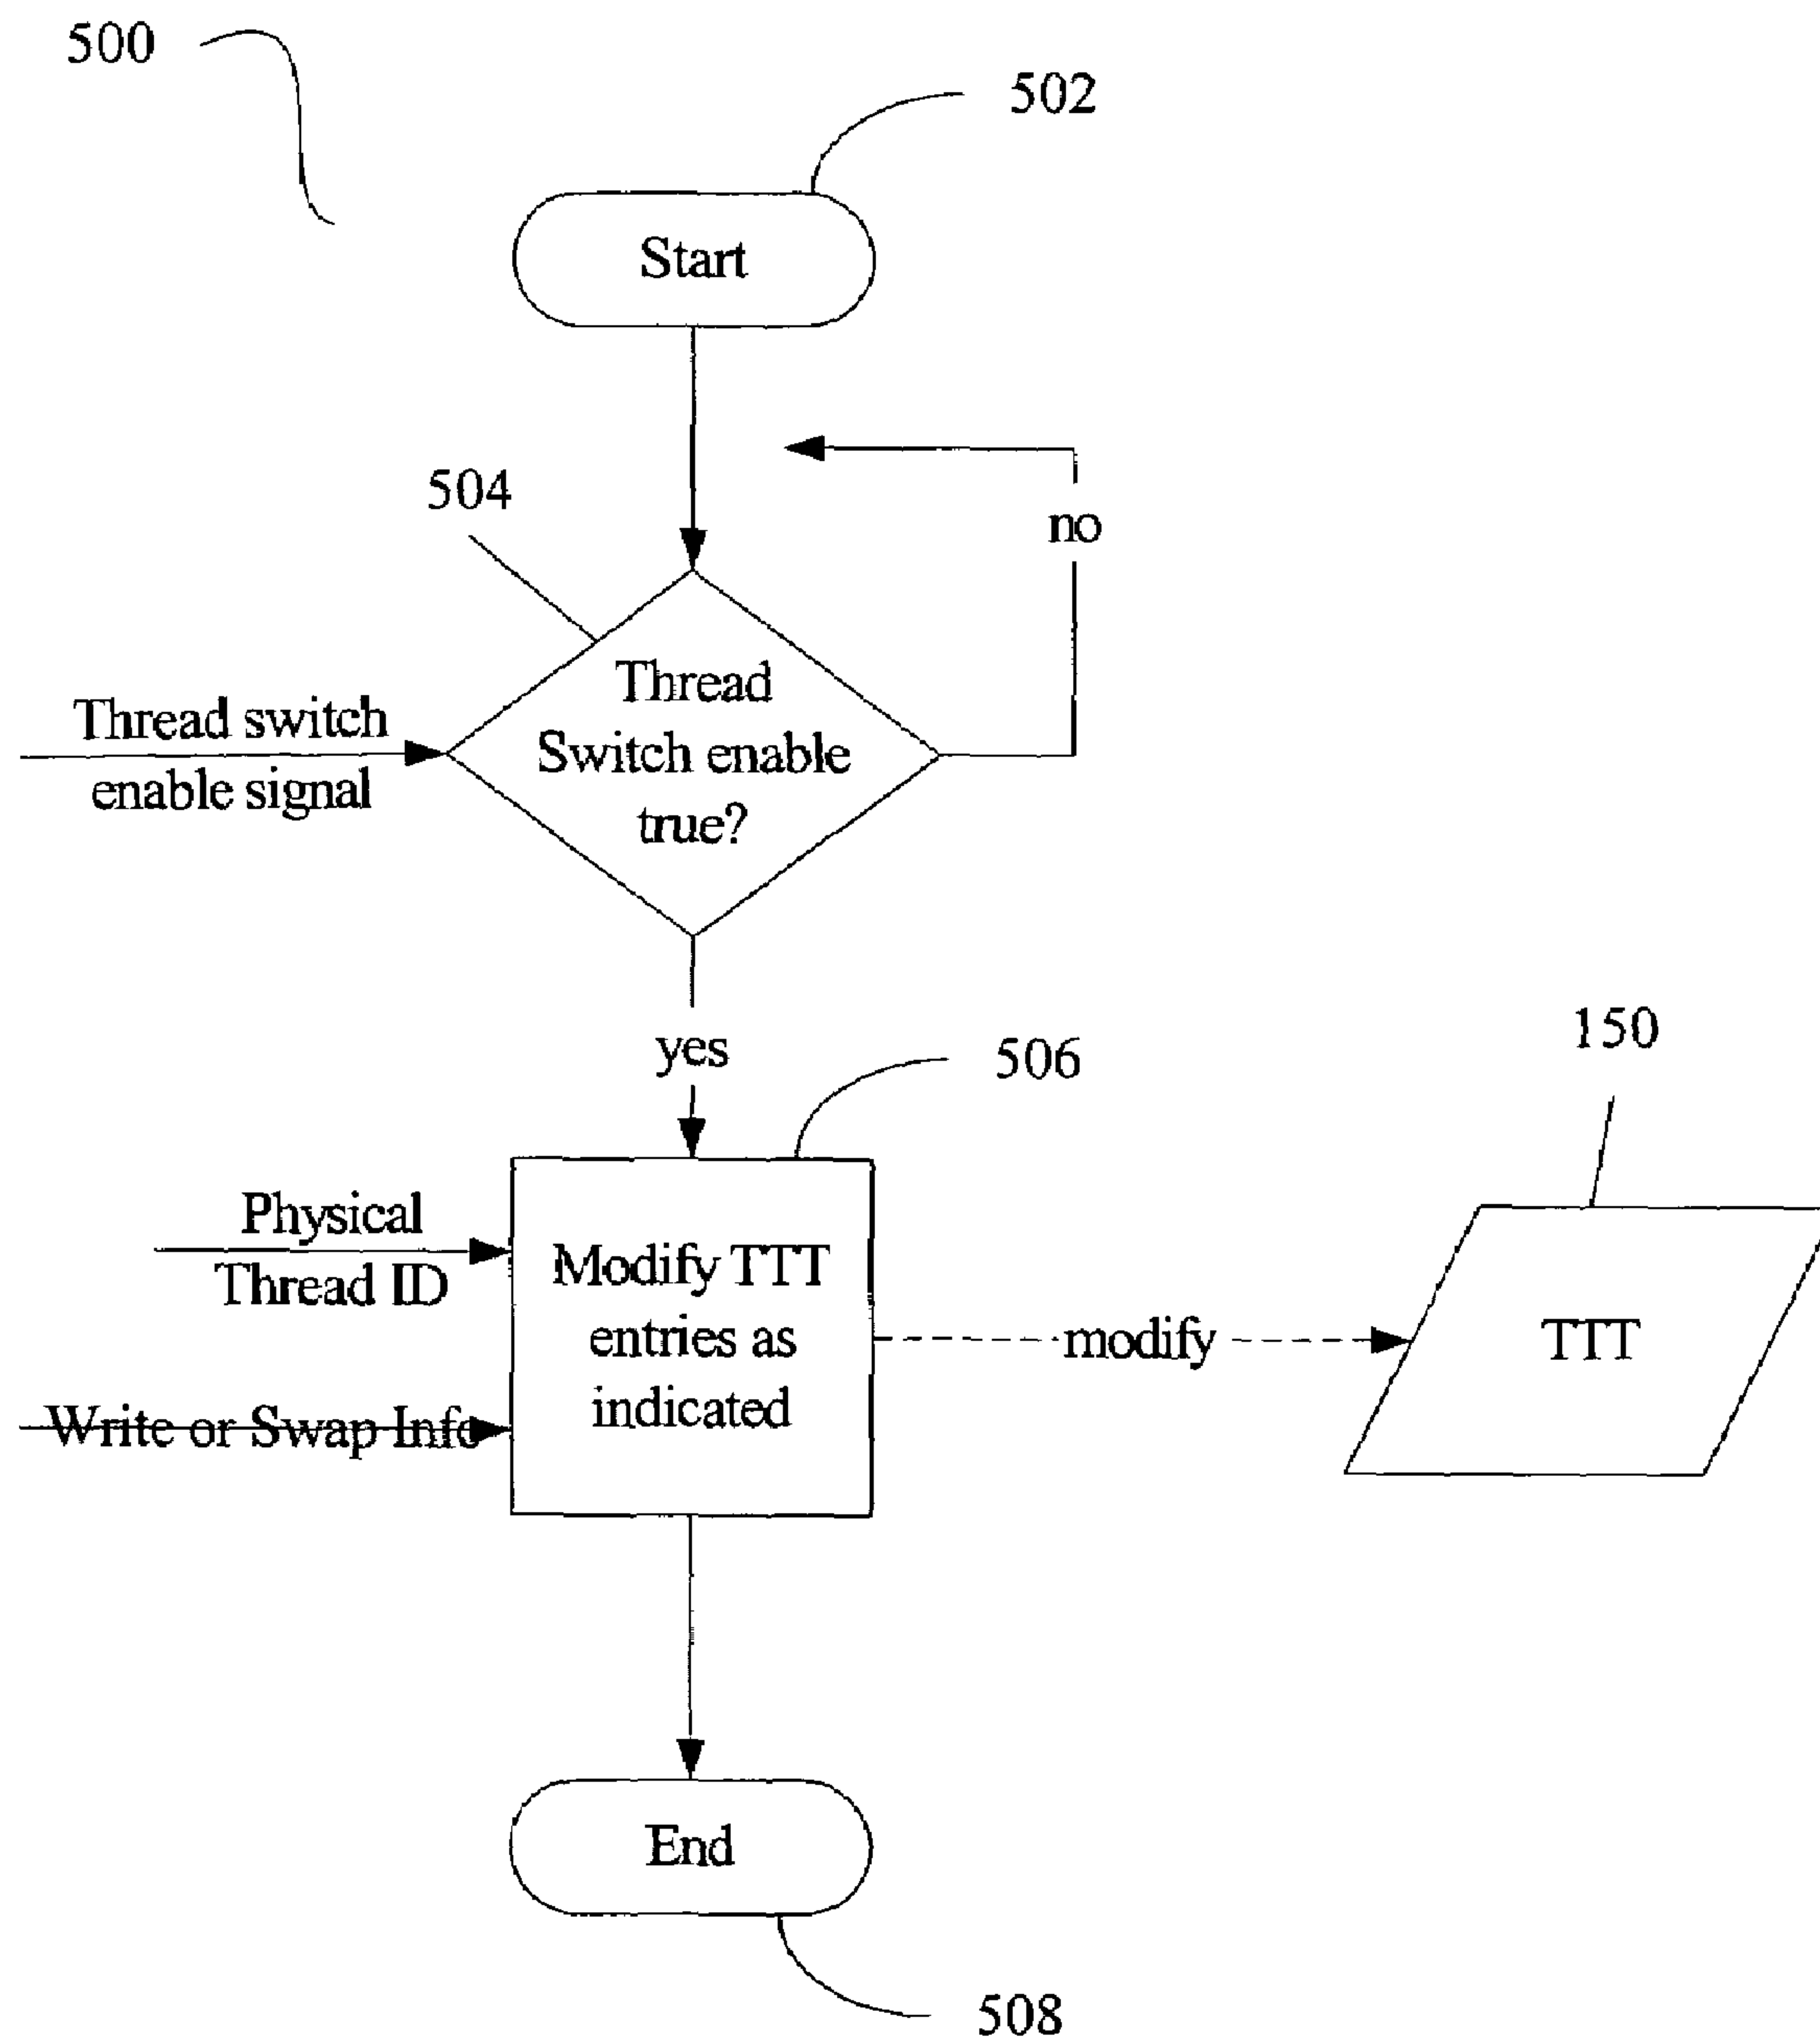 500
502
Start
504
no
Thread
Switch enable
true?
Thread switch
enable signal
yes
506
150
Physical
Thread ID
Modify TTT
entries as
indicated
modify
TTT
Write or Swap Info
End
508